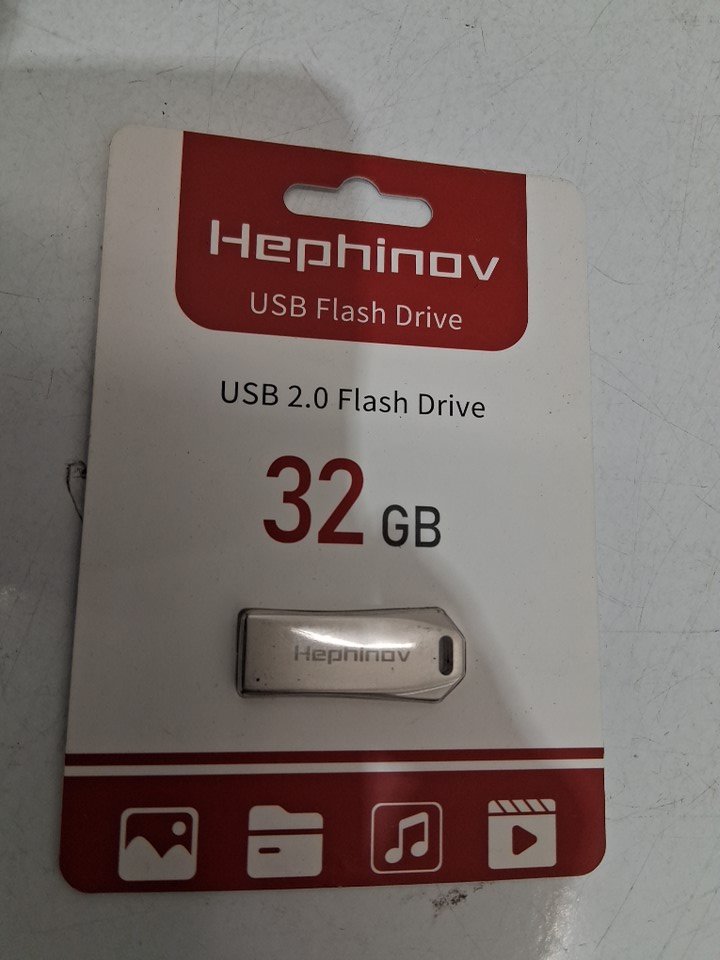 Hephinov
USB Flash Drive
USB 2.0 Flash Drive
32 GB
Hephinov